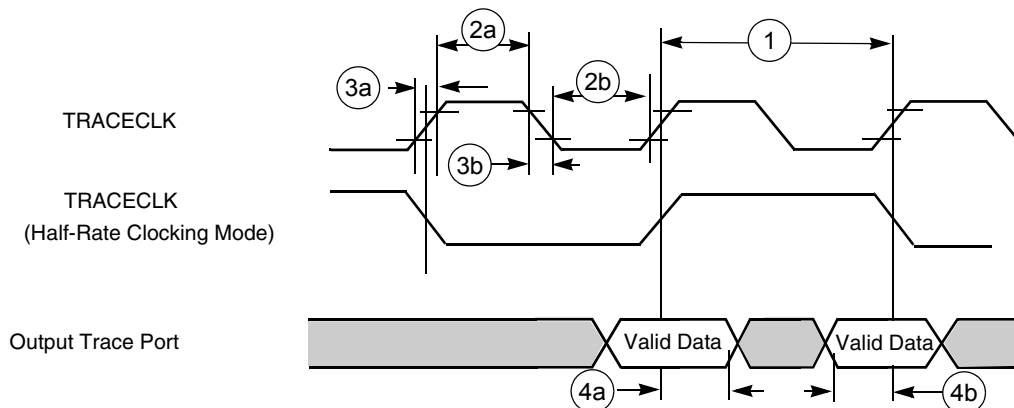 2a
1
3a
2b
TRACECLK
3b
TRACECLK
(Half-Rate Clocking Mode)
Output Trace Port
Valid Data
Valid Data
4a
4b